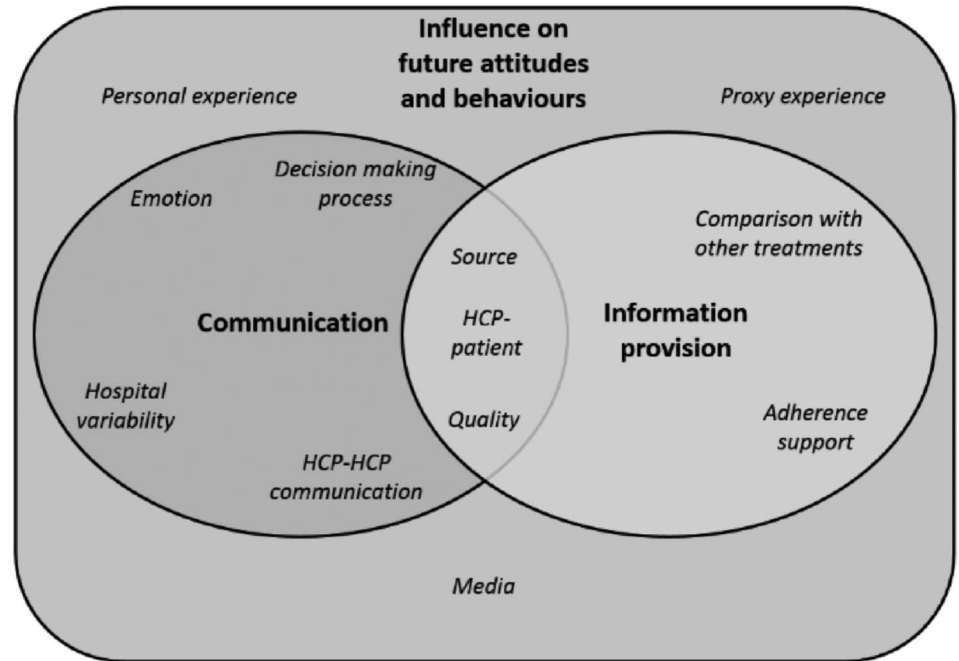 Influence on
future attitudes
and behaviours
Personal experience
Proxy experience
Decision making
process
Emotion
Comparison with
other treatments
Source
Communication
HCP-
patient
Information
provision
Hospital
variability
Quality
Adherence
support
HCP-HCP
communication
Media